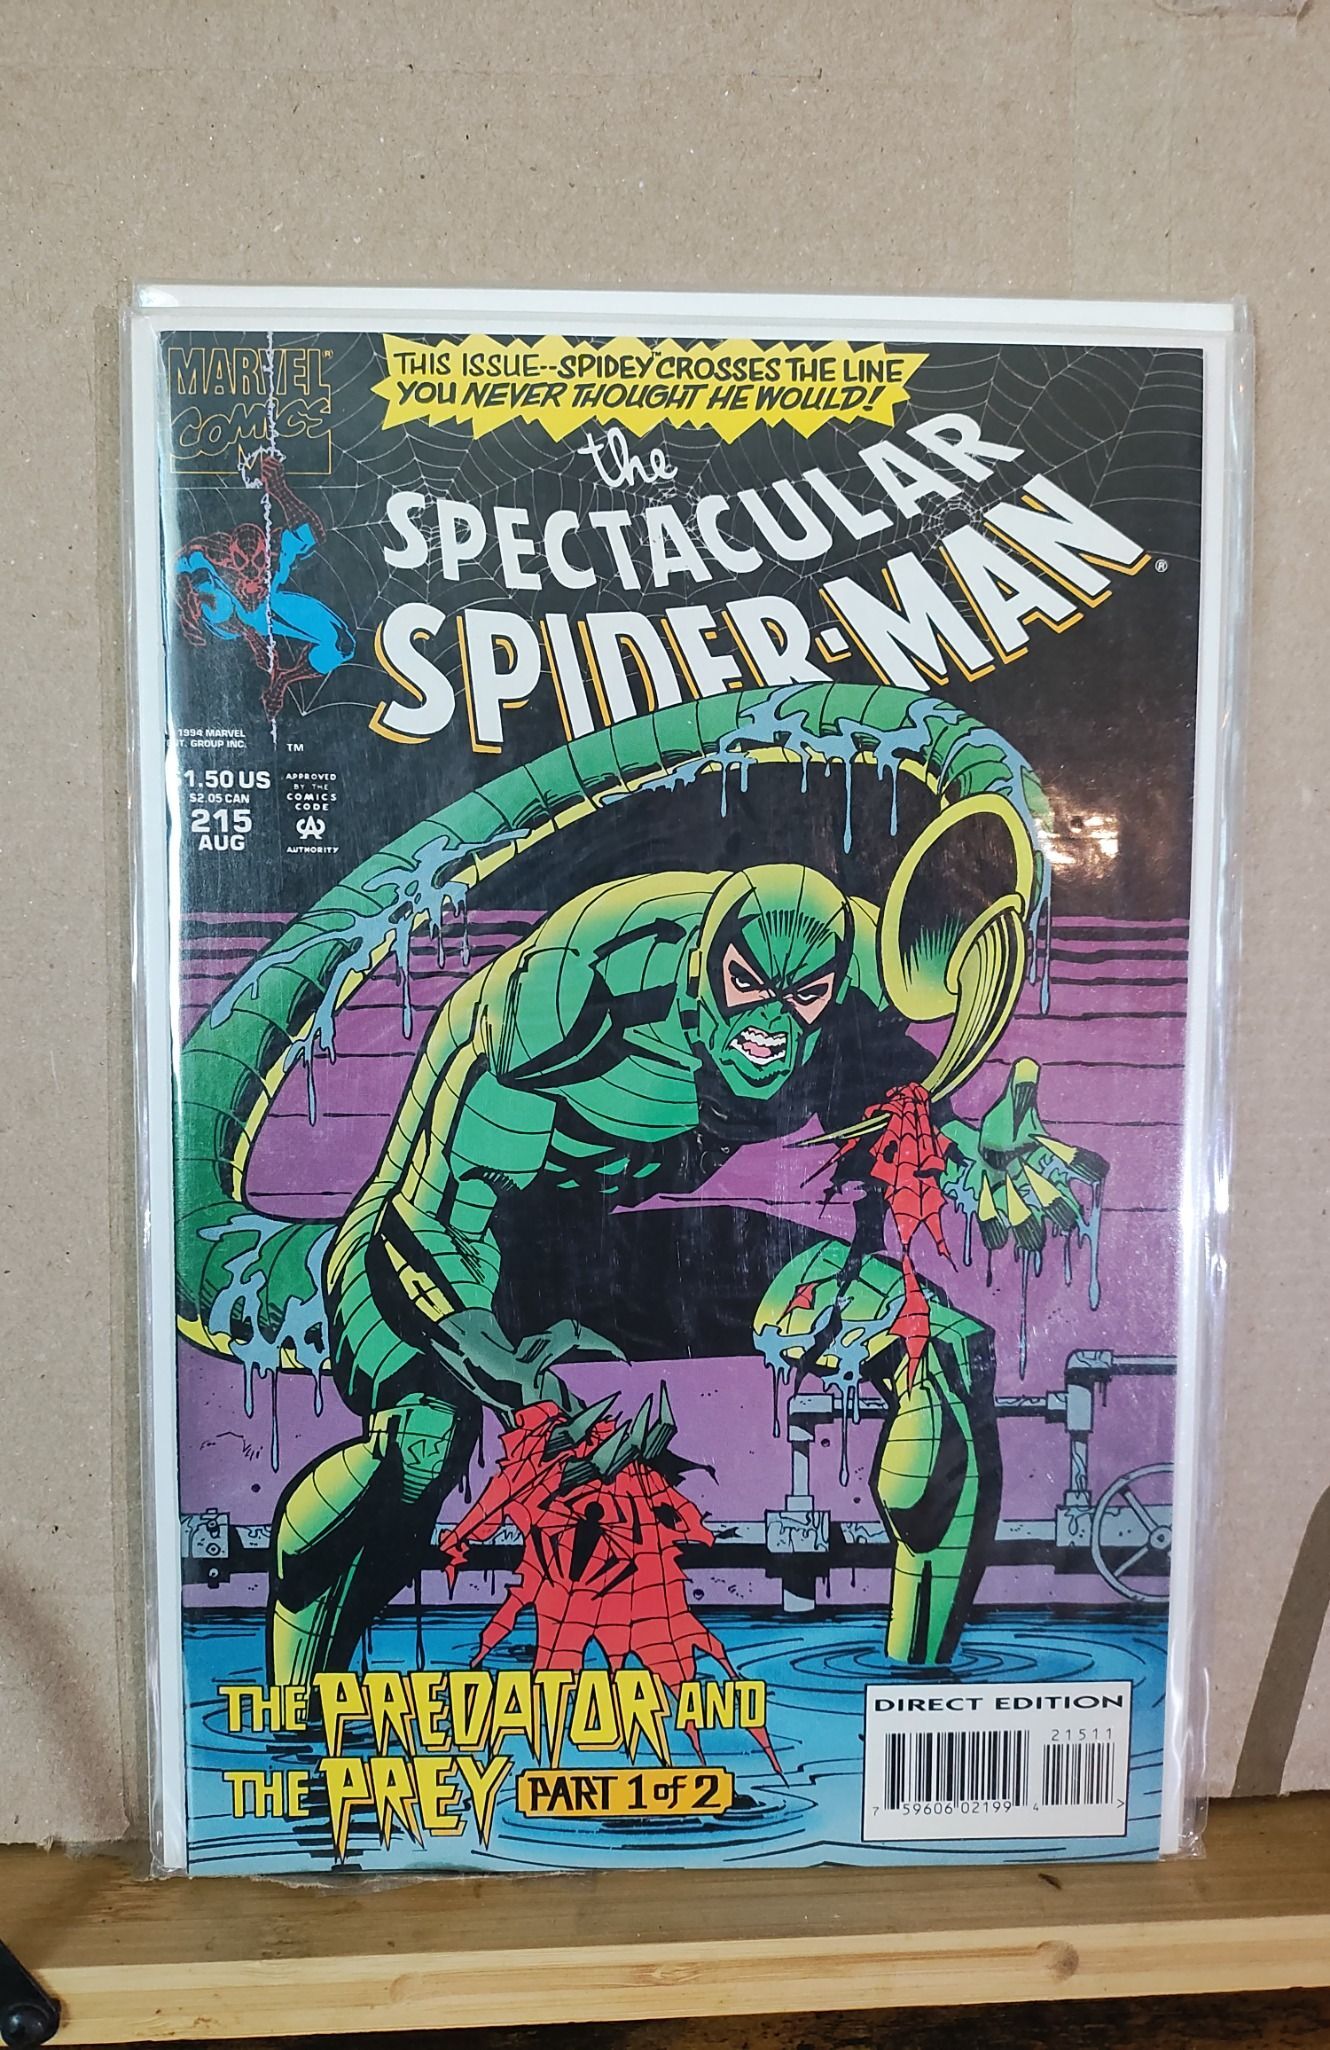 MARVEL®
COMICS
THIS ISSUE--SPIDEY™ CROSSES THE LINE
YOU NEVER THOUGHT HE WOULD!
the
SPECTACULAR
SPIDER-MAN®
1994 MARVEL
ENT. GROUP INC.
TM
$1.50 US
$2.05 CAN
215
AUG
APPROVED
BY THE
COMICS
CODE
CA
AUTHORITY
THE PREDATOR AND
THE PREY PART 1 of 2
DIRECT EDITION
21511
7 59606 02199 4 >